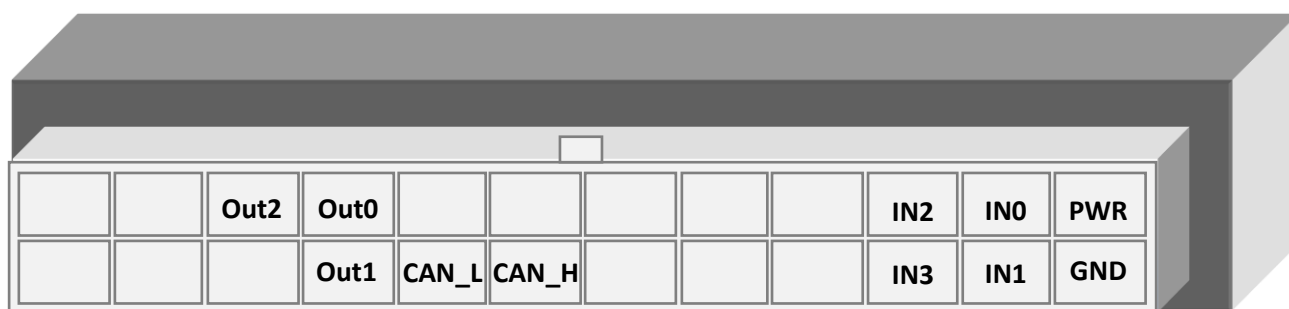 Out2 Out0 IN2 IN0 PWR
Out1 CAN_L CAN_H IN3 IN1 GND